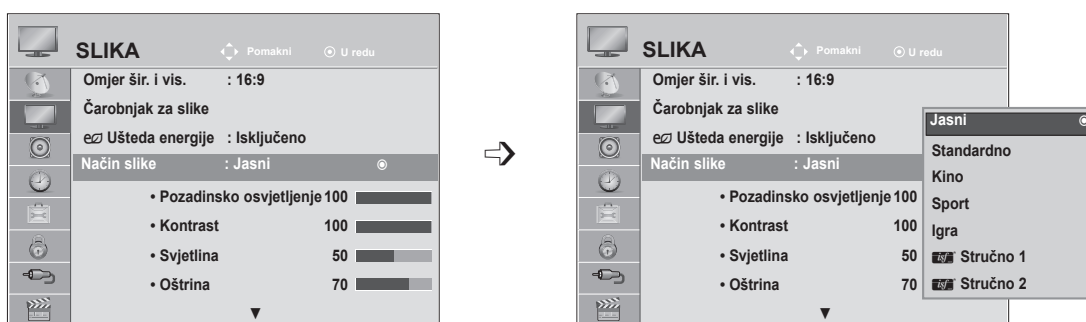 SLIKA Pomakni U redu
Omjer šir. i vis. : 16:9
Čarobnjak za slike
e Ušteda energije : Isključeno
Način slike : Jasni
• Pozadinsko osvjetljenje 100
• Kontrast 100
• Svjetlina 50
• Oštrina 70
▼
SLIKA Pomakni U redu
Omjer šir. i vis. : 16:9
Čarobnjak za slike
e Ušteda energije : Isključeno
Način slike : Jasni
• Pozadinsko osvjetljenje 100
• Kontrast 100
• Svjetlina 50
• Oštrina 70
▼
Jasni
Standardno
Kino
Sport
Igra
isf Stručno 1
isf Stručno 2